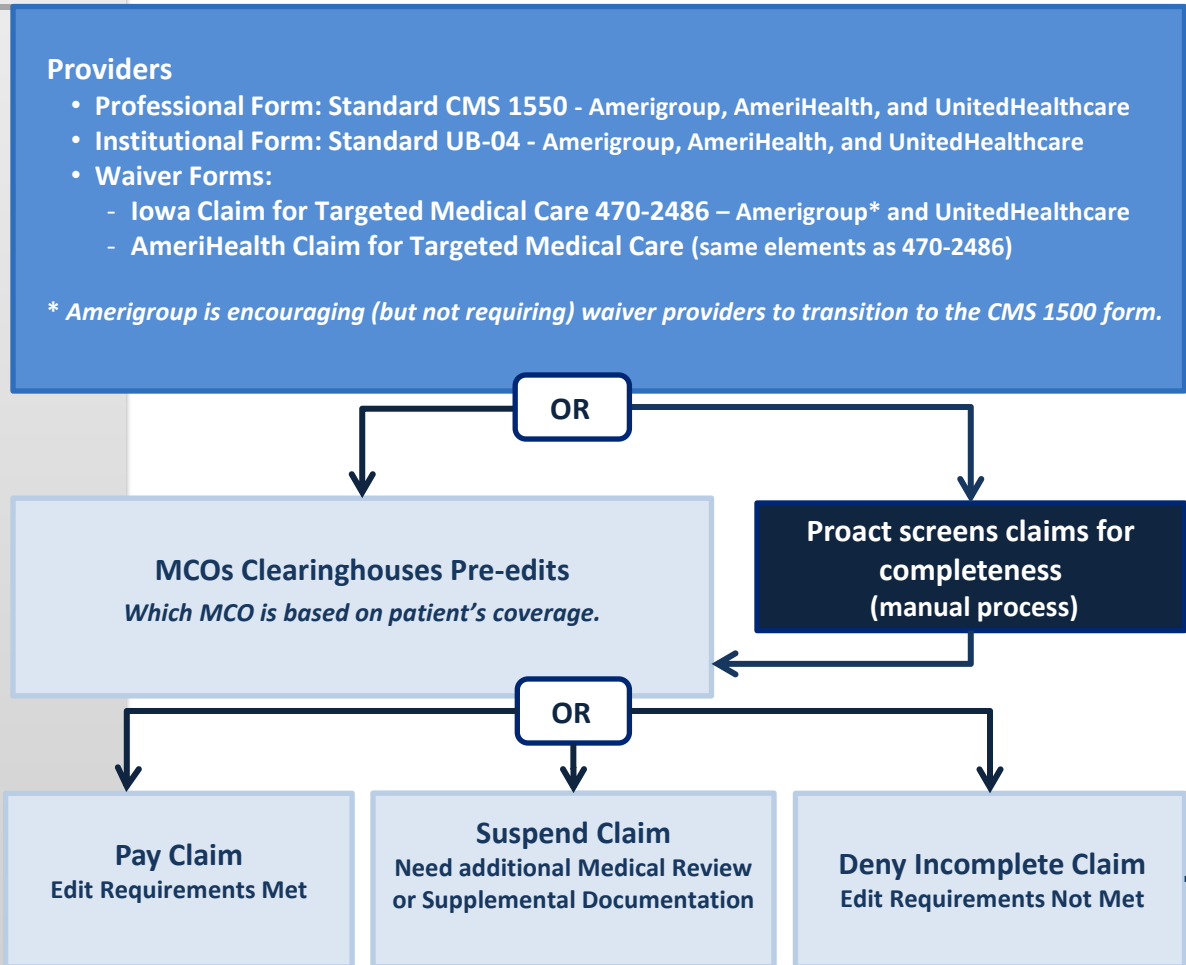 Providers
• Professional Form: Standard CMS 1550 - Amerigroup, AmeriHealth, and UnitedHealthcare
• Institutional Form: Standard UB-04 - Amerigroup, AmeriHealth, and UnitedHealthcare
• Waiver Forms:
- Iowa Claim for Targeted Medical Care 470-2486 – Amerigroup* and UnitedHealthcare
- AmeriHealth Claim for Targeted Medical Care (same elements as 470-2486)
* Amerigroup is encouraging (but not requiring) waiver providers to transition to the CMS 1500 form.
OR
MCOs Clearinghouses Pre-edits
Which MCO is based on patient's coverage.
Proact screens claims for
completeness
(manual process)
OR
Pay Claim
Edit Requirements Met
Suspend Claim
Need additional Medical Review
or Supplemental Documentation
Deny Incomplete Claim
Edit Requirements Not Met